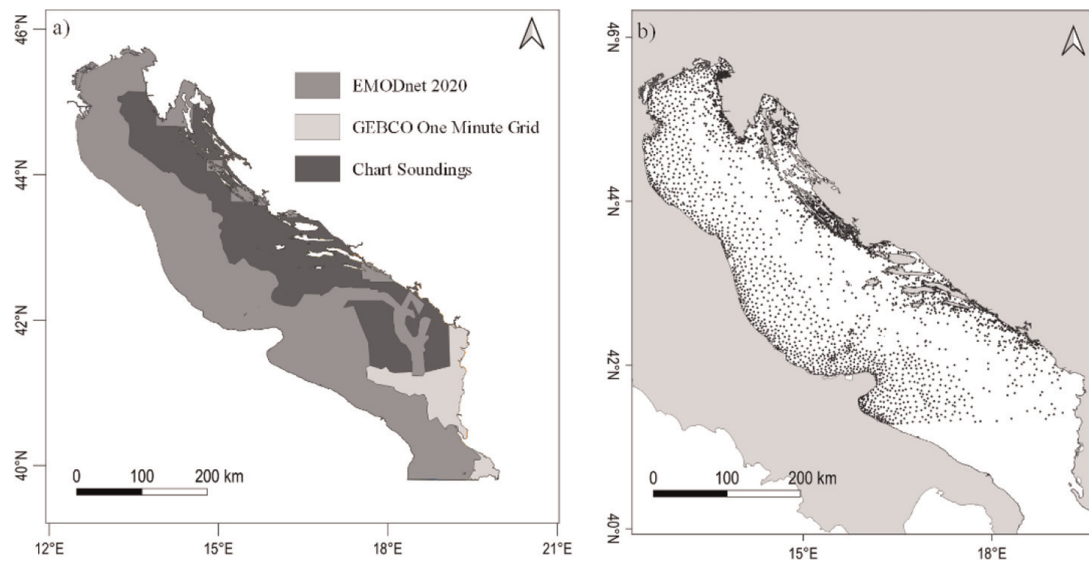 a)
46°N
44°N
42°N
40°N
EMODnet 2020
GEBCO One Minute Grid
Chart Soundings
0 100 200 km
12°E 15°E 18°E 21°E
b)
46°N
44°N
42°N
40°N
0 100 200 km
15°E 18°E